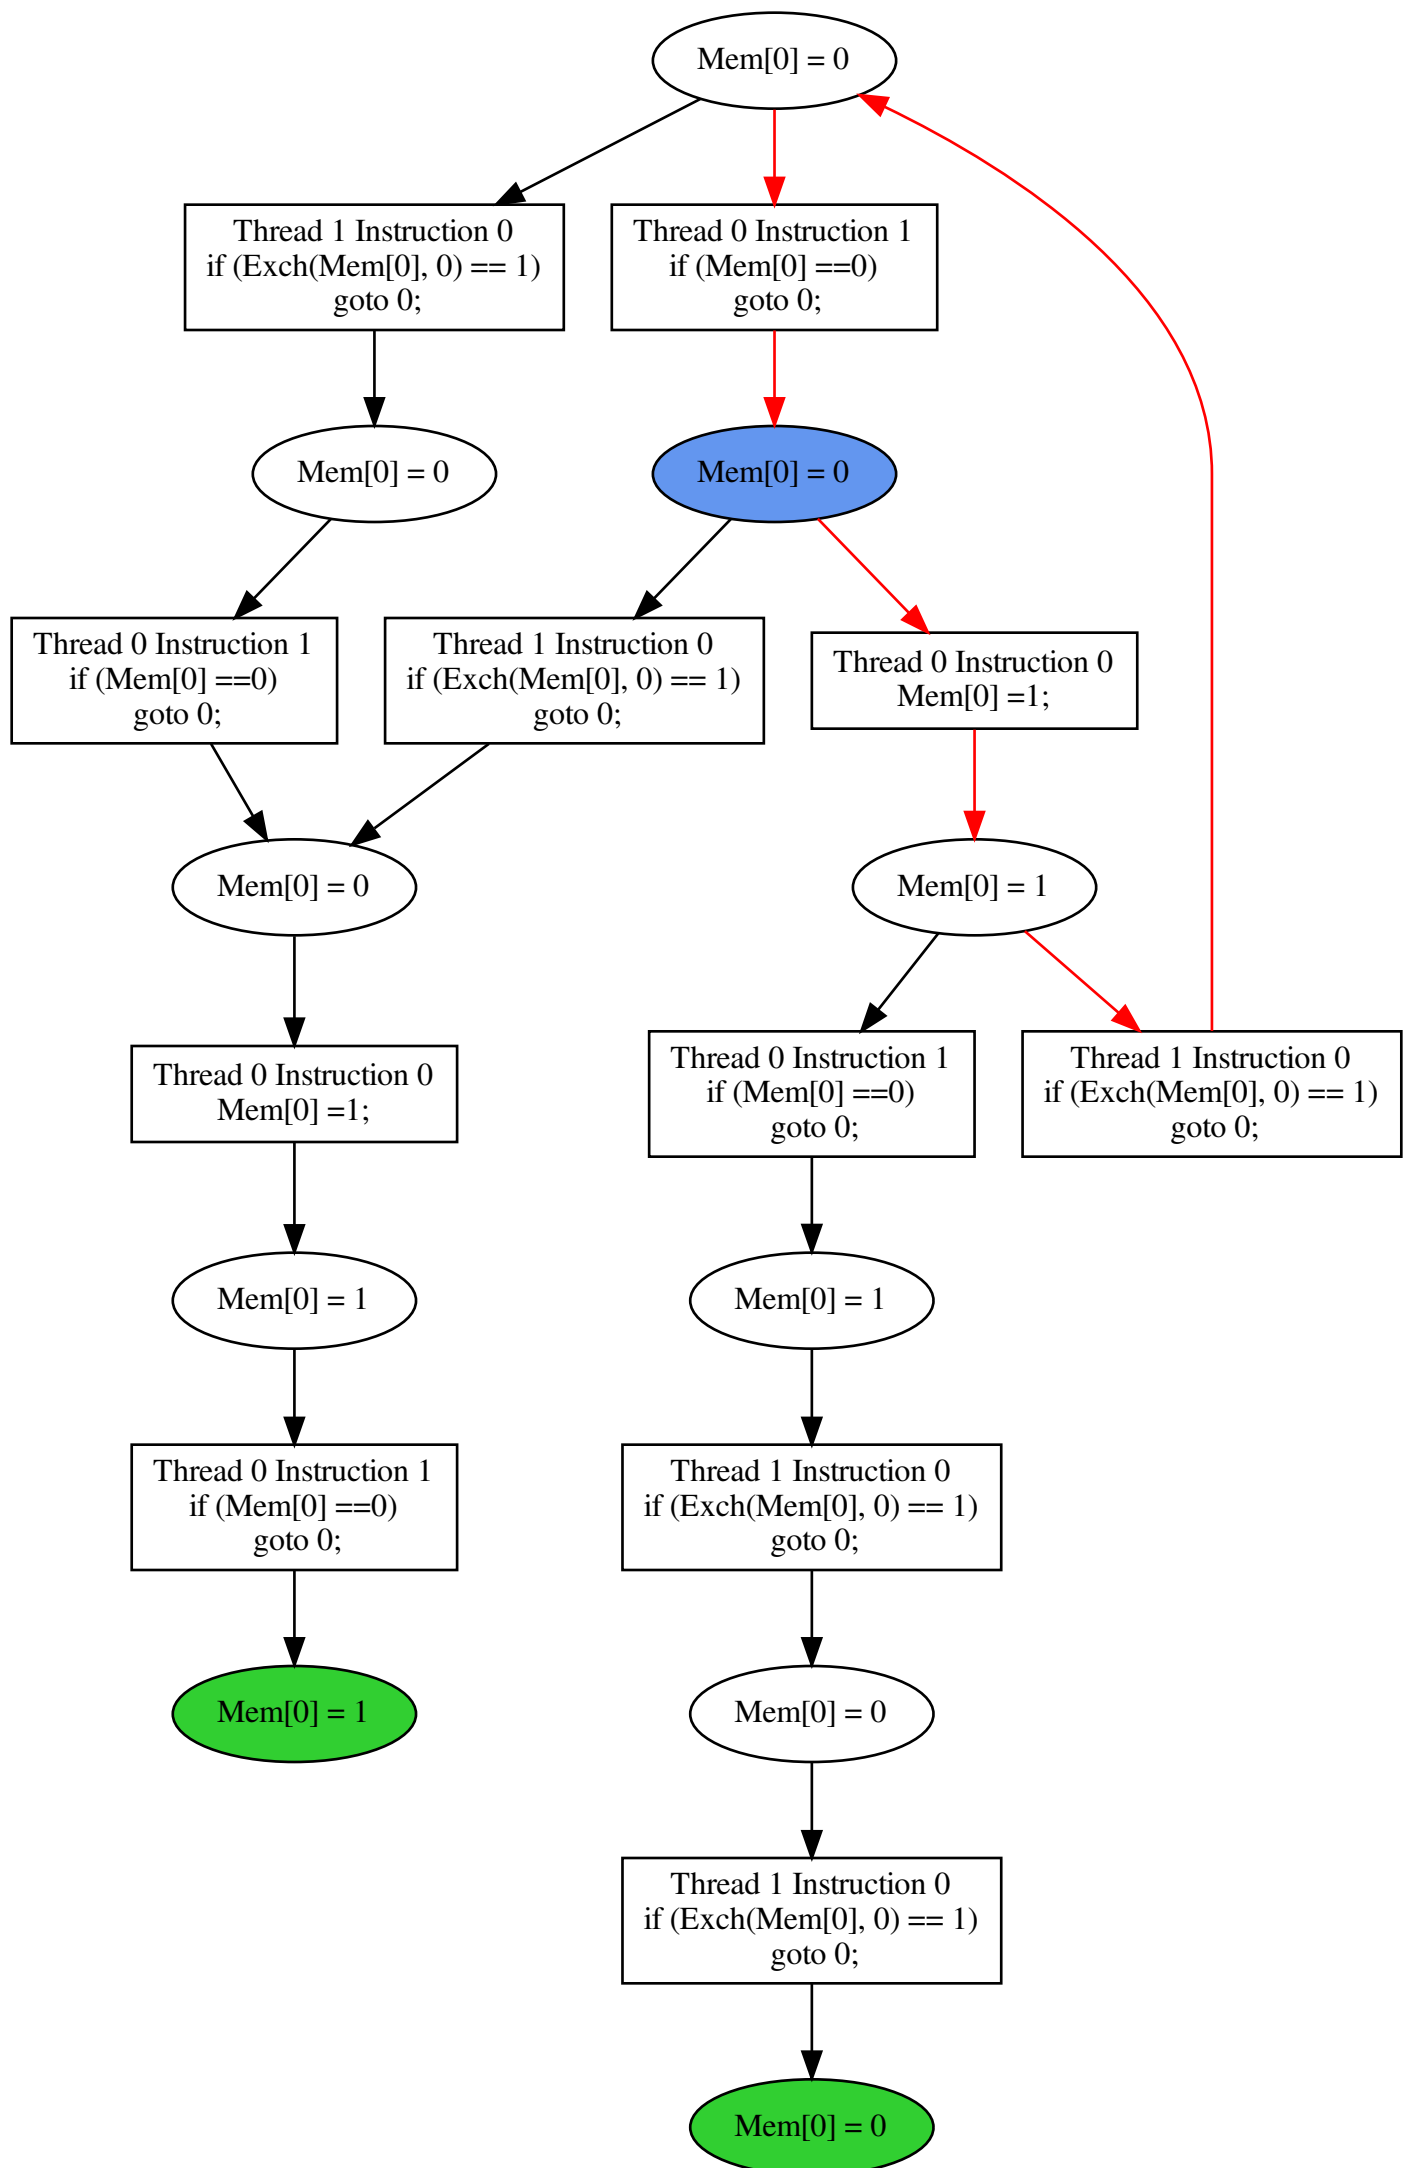 Mem[0] = 0
Thread 1 Instruction 0
if (Exch(Mem[0], 0) == 1)
goto 0;
Thread 0 Instruction 1
if (Mem[0] ==0)
goto 0;
Mem[0] = 0
Mem[0] = 0
Thread 0 Instruction 1
if (Mem[0] ==0)
goto 0;
Thread 1 Instruction 0
if (Exch(Mem[0], 0) == 1)
goto 0;
Thread 0 Instruction 0
Mem[0] =1;
Mem[0] = 0
Mem[0] = 1
Thread 0 Instruction 0
Mem[0] =1;
Thread 0 Instruction 1
if (Mem[0] ==0)
goto 0;
Thread 1 Instruction 0
if (Exch(Mem[0], 0) == 1)
goto 0;
Mem[0] = 1
Mem[0] = 1
Thread 0 Instruction 1
if (Mem[0] ==0)
goto 0;
Thread 1 Instruction 0
if (Exch(Mem[0], 0) == 1)
goto 0;
Mem[0] = 1
Mem[0] = 0
Thread 1 Instruction 0
if (Exch(Mem[0], 0) == 1)
goto 0;
Mem[0] = 0